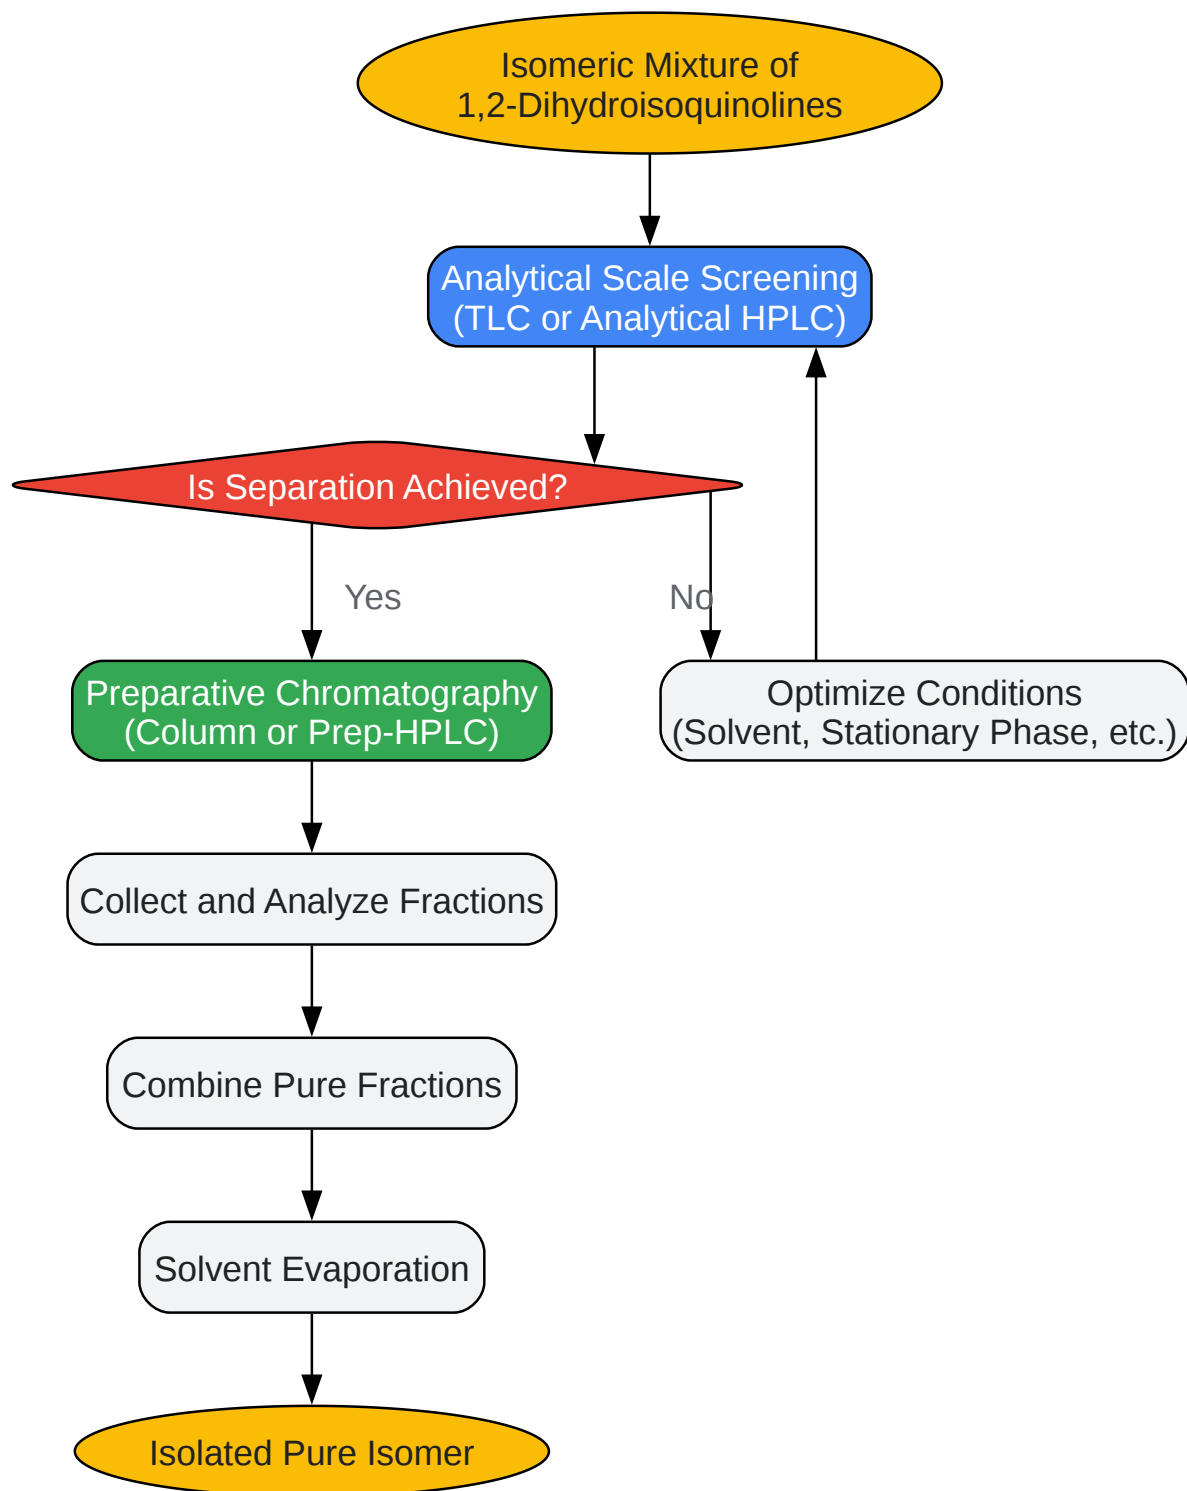 Isomeric Mixture of
1,2-Dihydroisoquinolines
Analytical Scale Screening
(TLC or Analytical HPLC)
Is Separation Achieved?
Yes
No
Preparative Chromatography
(Column or Prep-HPLC)
Optimize Conditions
(Solvent, Stationary Phase, etc.)
Collect and Analyze Fractions
Combine Pure Fractions
Solvent Evaporation
Isolated Pure Isomer